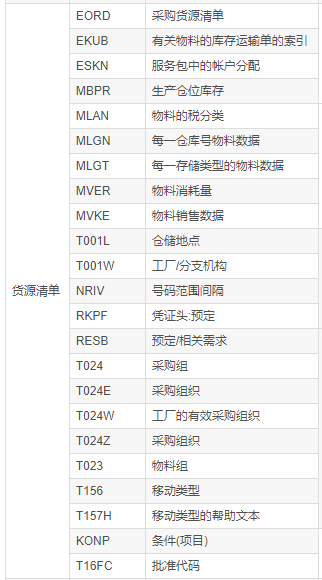 EORD 采购货源清单
EKUB 有关物料的库存运输单的索引
ESKN 服务包中的帐户分配
MBPR 生产仓位库存
MLAN 物料的税分类
MLGN 每一仓库号物料数据
MLGT 每一存储类型的物料数据
MVER 物料消耗量
MVKE 物料销售数据
T001L 仓储地点
T001W 工厂/分支机构
货源清单 NRIV 号码范围间隔
RKPF 凭证头:预定
RESB 预定/相关需求
T024 采购组
T024E 采购组织
T024W 工厂的有效采购组织
T024Z 采购组织
T023 物料组
T156 移动类型
T157H 移动类型的帮助文本
KONP 条件(项目)
T16FC 批准代码